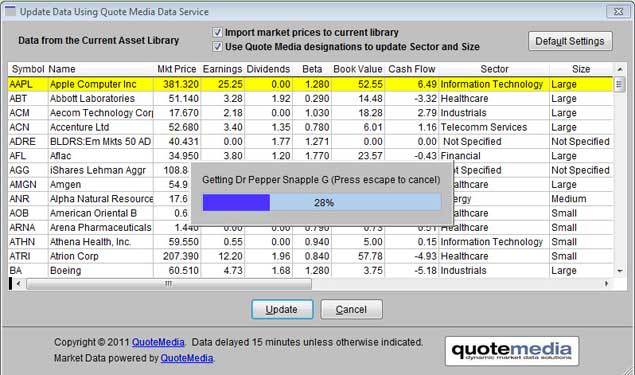 Update Data Using Quote Media Data Service
Data from the Current Asset Library
Import market prices to current library
Use Quote Media designations to update Sector and Size
Default Settings
Symbol Name Mkt Price Earnings Dividends Beta Book Value Cash Flow Sector Size
AAPL Apple Computer Inc 381.320 25.25 0.00 1.280 52.55 6.49 Information Technology Large
ABT Abbott Laboratories 51.140 3.28 1.92 0.290 14.48 -3.32 Healthcare Large
ACM Aecom Technology Cor 17.670 2.18 0.00 1.030 18.28 2.79 Industrials Large
ACN Accenture Ltd 52.680 3.40 1.35 0.780 6.01 1.16 Telecomm Services Large
ADRE BLDRS:Em Mkts 50 AD 40.431 0.00 1.77 0.000 0.00 0.00 Not Specified Not Specified
AFL Aflac 34.950 3.80 1.20 1.770 23.57 -0.43 Financial Large
AGG iShares Lehman Aggr 108.8 Not Specified
AMGN Amgen 54.9 ealthcare Large
ANR Alpha Natural Resource 17.6 ergy Medium
AOB American Oriental B 0.6 ealthcare Small
ARNA Arena Pharmaceuticals 1.440 0.00 0.00 0.790 0.73 0.51 Healthcare Small
ATHN Athena Health, Inc. 59.550 0.55 0.00 0.940 5.00 0.15 Information Technology Small
ATRI Atrion Corp 207.390 12.20 1.96 0.840 57.78 -4.93 Healthcare Small
BA Boeing 60.510 4.73 1.68 1.280 3.75 -5.18 Industrials Large
Getting Dr Pepper Snapple G (Press escape to cancel)
28%
Update Cancel
Copyright © 2011 QuoteMedia. Data delayed 15 minutes unless otherwise indicated.
Market Data powered by QuoteMedia.
quotemedia
dynamic market data solutions